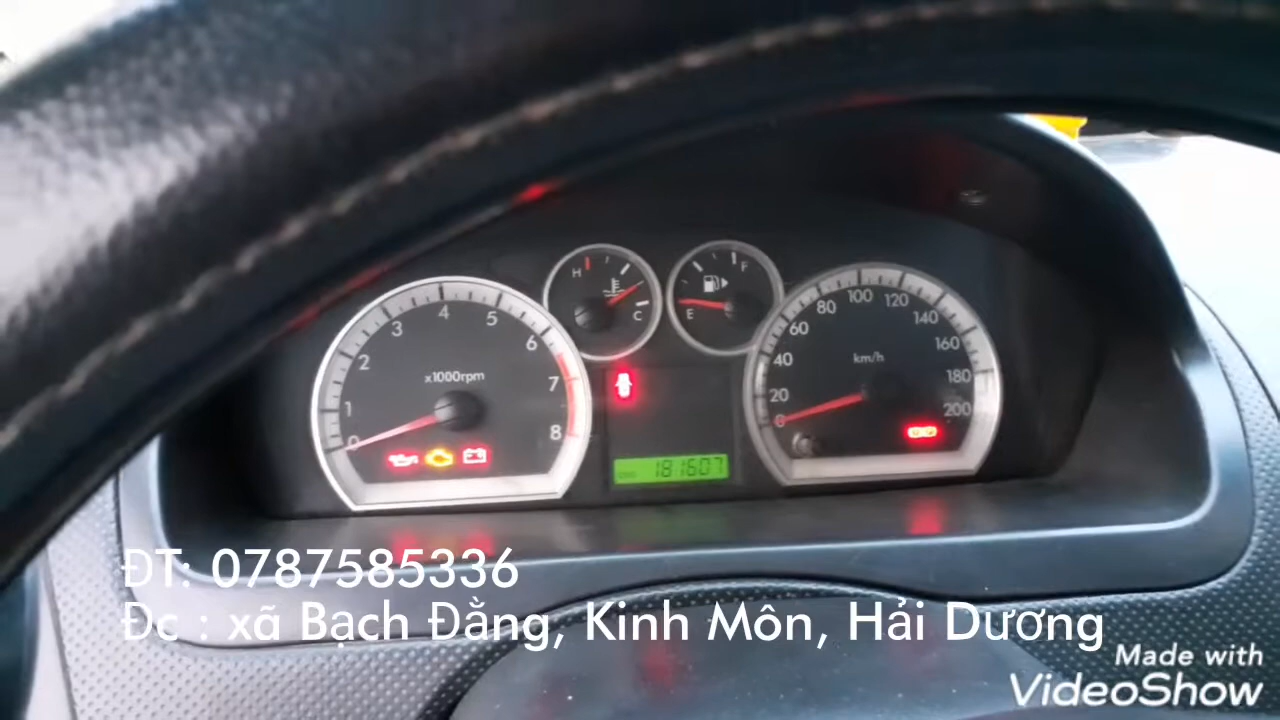 H
F
C
E
1 2 3 4 5 6 7 8
0
x1000rpm
0 20 40 60 80 100 120 140 160 180 200
km/h
181607
ĐT: 0787585336
Đc : xã Bạch Đằng, Kinh Môn, Hải Dương
Made with
VideoShow